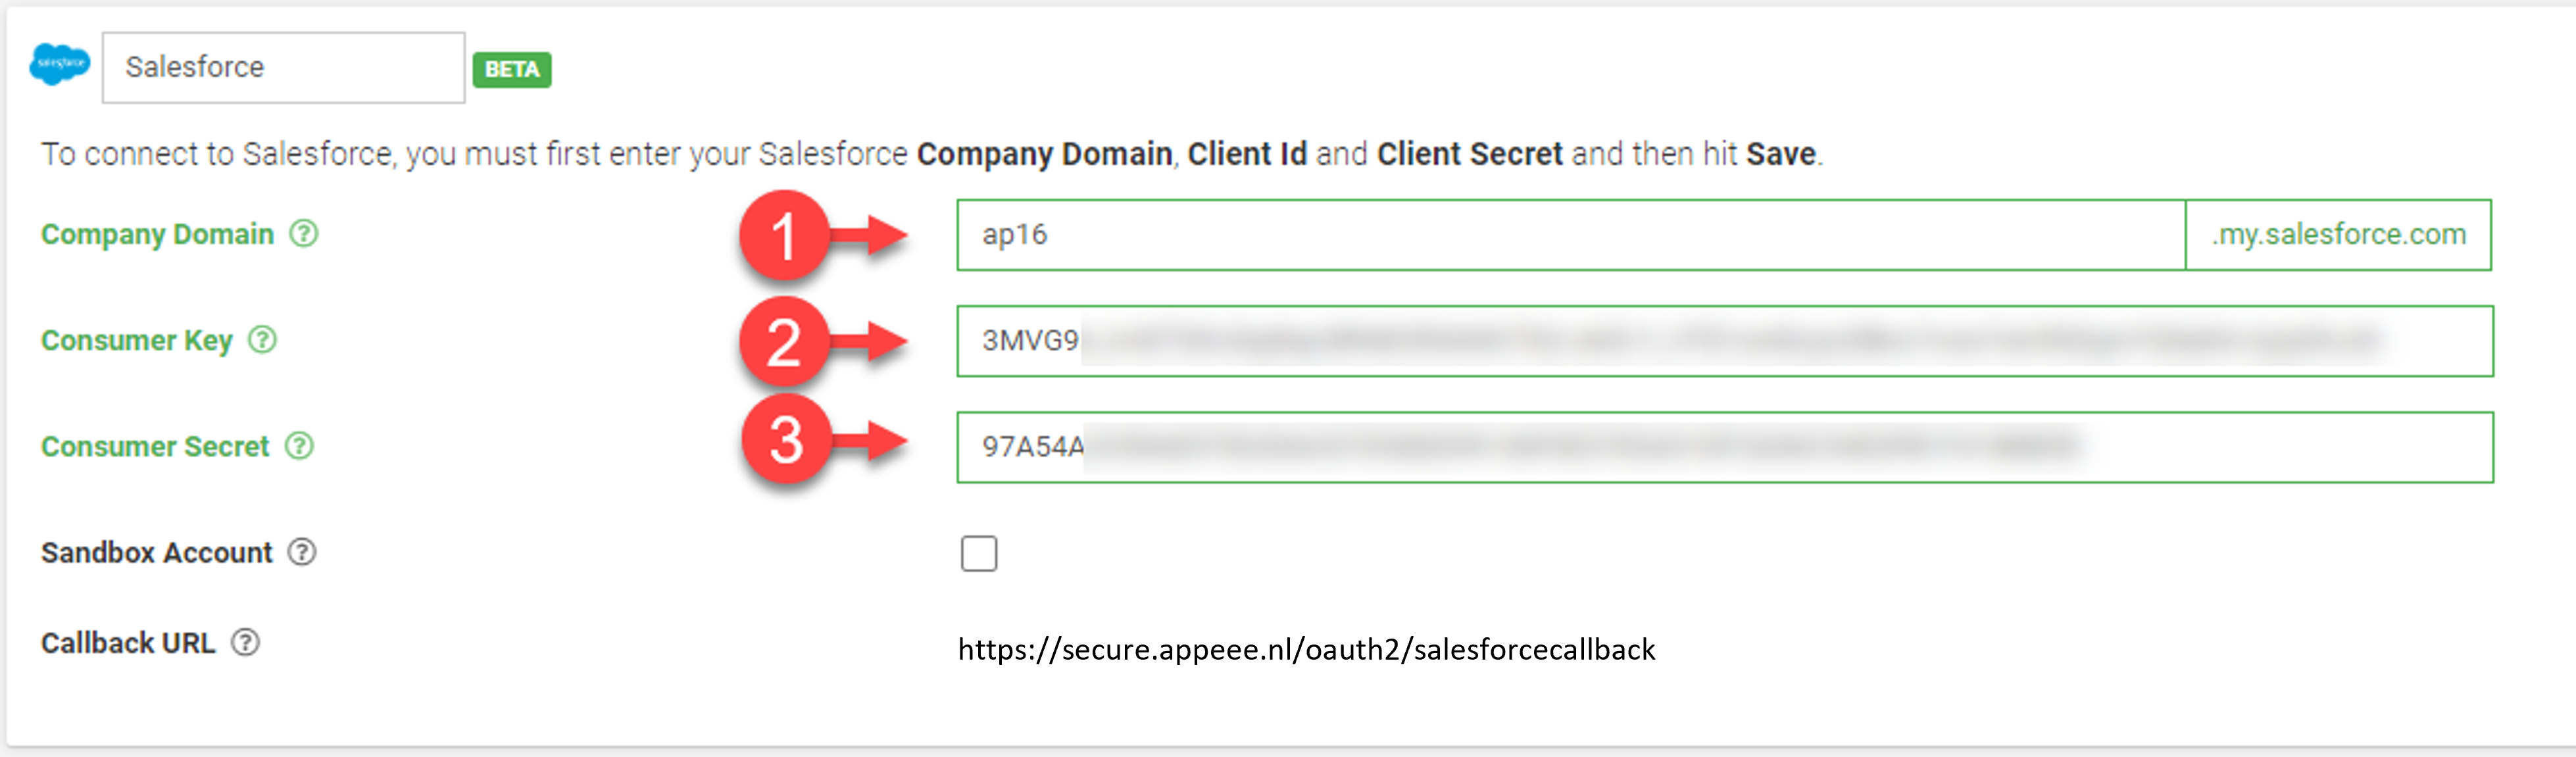 salesforce Salesforce BETA
To connect to Salesforce, you must first enter your Salesforce Company Domain, Client Id and Client Secret and then hit Save.
Company Domain ? 1 ap16 .my.salesforce.com
Consumer Key ? 2 3MVG9
Consumer Secret ? 3 97A54A
Sandbox Account ?
Callback URL ? https://secure.appeee.nl/oauth2/salesforcecallback